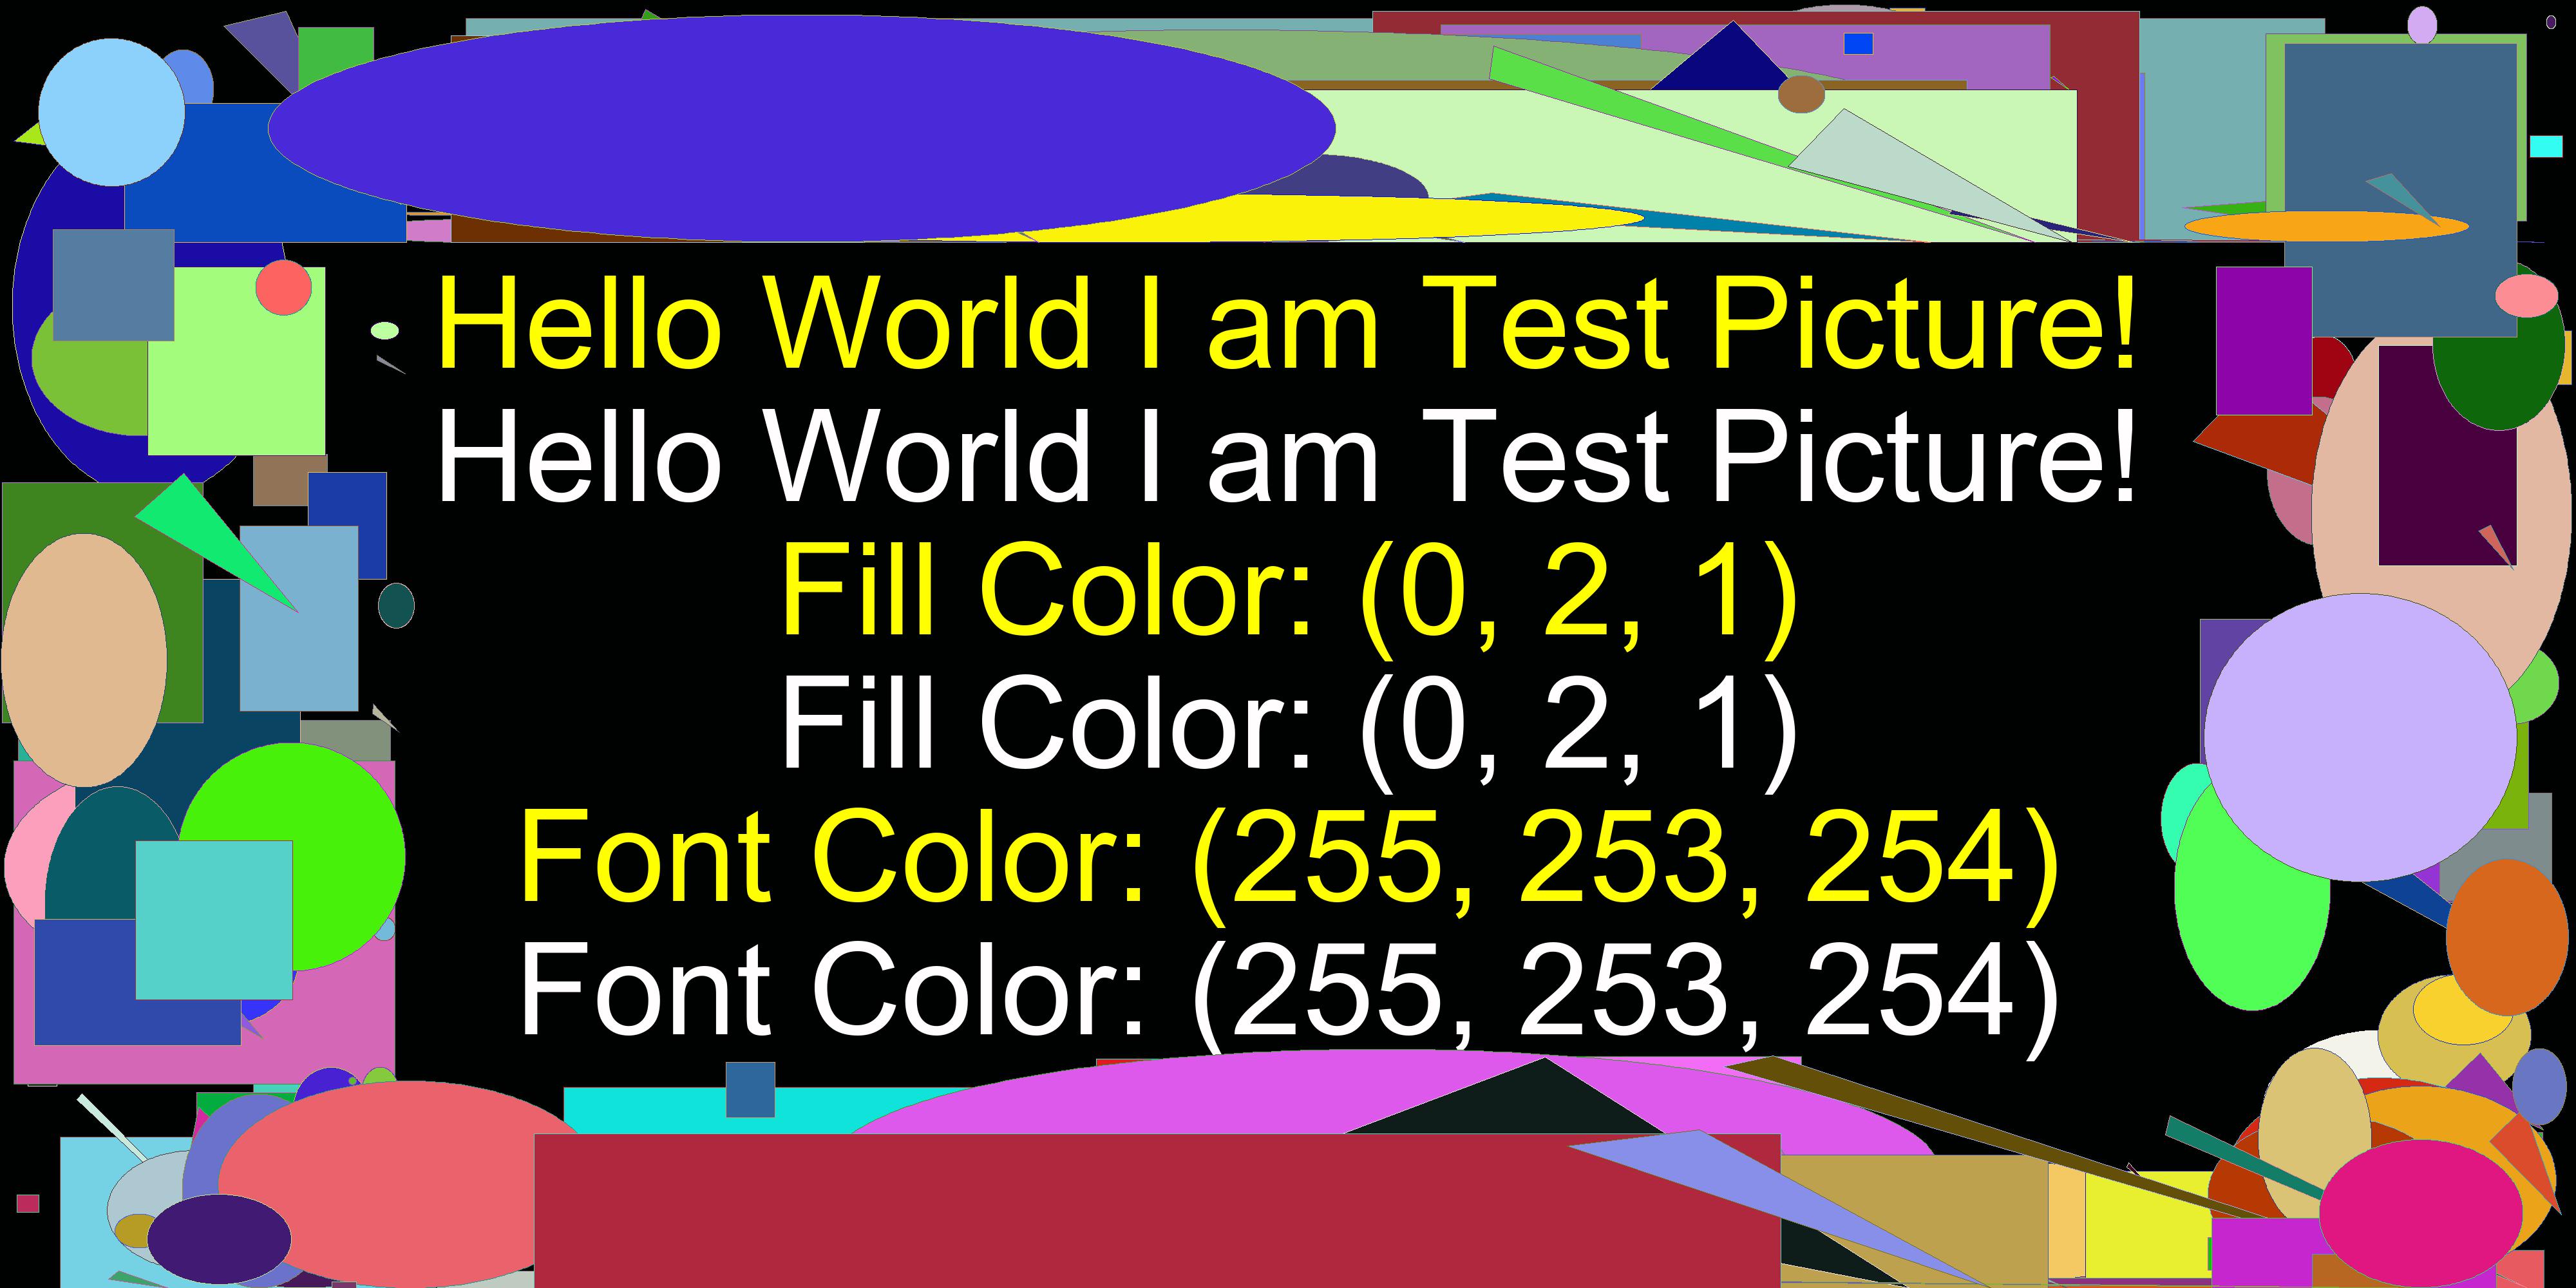 Hello World I am Test Picture!
Hello World I am Test Picture!
Fill Color: (0, 2, 1)
Fill Color: (0, 2, 1)
Font Color: (255, 253, 254)
Font Color: (255, 253, 254)